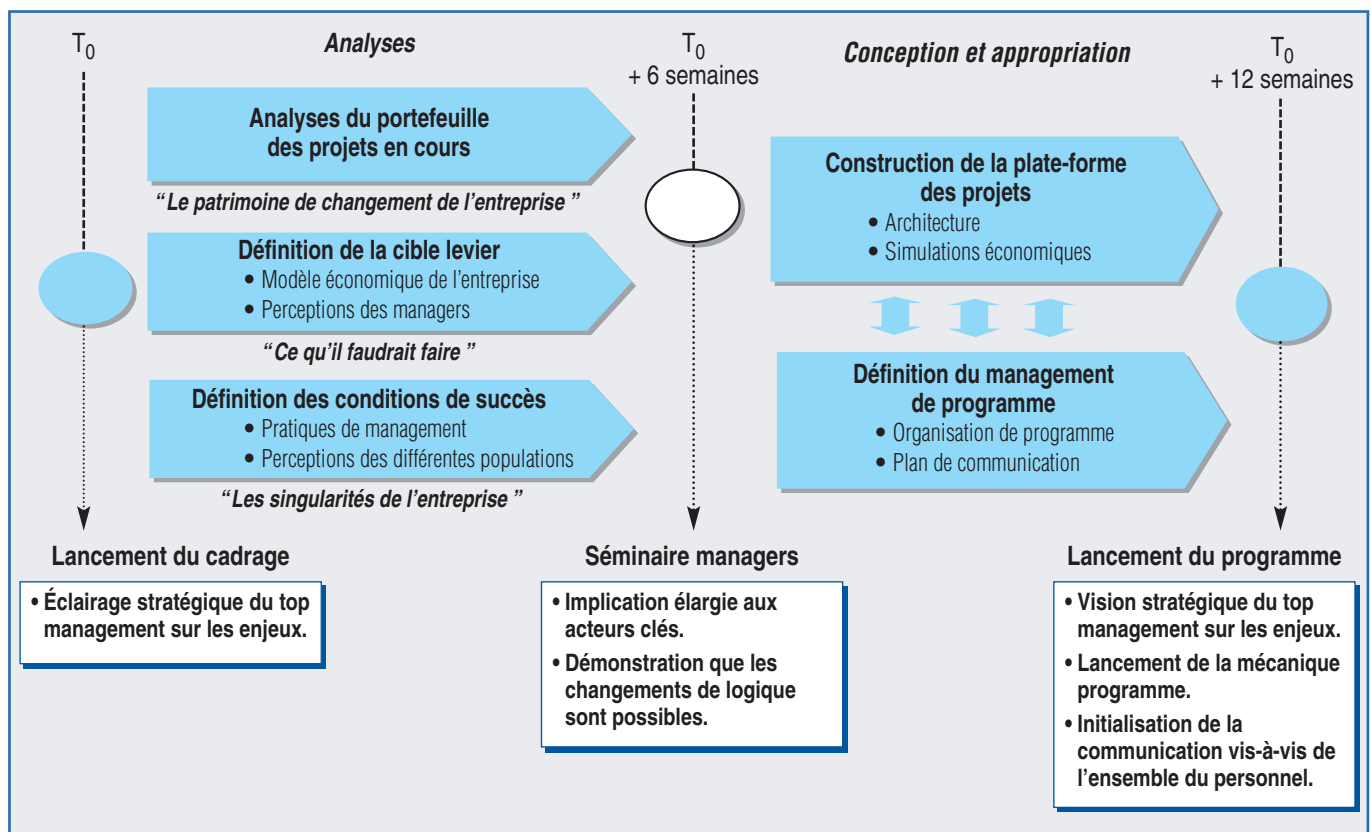 T0
Analyses
T0
+ 6 semaines
Conception et appropriation
T0
+ 12 semaines
Analyses du portefeuille
des projets en cours
“Le patrimoine de changement de l’entreprise ”
Définition de la cible levier
• Modèle économique de l’entreprise
• Perceptions des managers
“Ce qu’il faudrait faire ”
Définition des conditions de succès
• Pratiques de management
• Perceptions des différentes populations
“Les singularités de l’entreprise ”
Construction de la plate-forme
des projets
• Architecture
• Simulations économiques
Définition du management
de programme
• Organisation de programme
• Plan de communication
Lancement du cadrage
• Éclairage stratégique du top
management sur les enjeux.
Séminaire managers
• Implication élargie aux
acteurs clés.
• Démonstration que les
changements de logique
sont possibles.
Lancement du programme
• Vision stratégique du top
management sur les enjeux.
• Lancement de la mécanique
programme.
• Initialisation de la
communication vis-à-vis de
l’ensemble du personnel.